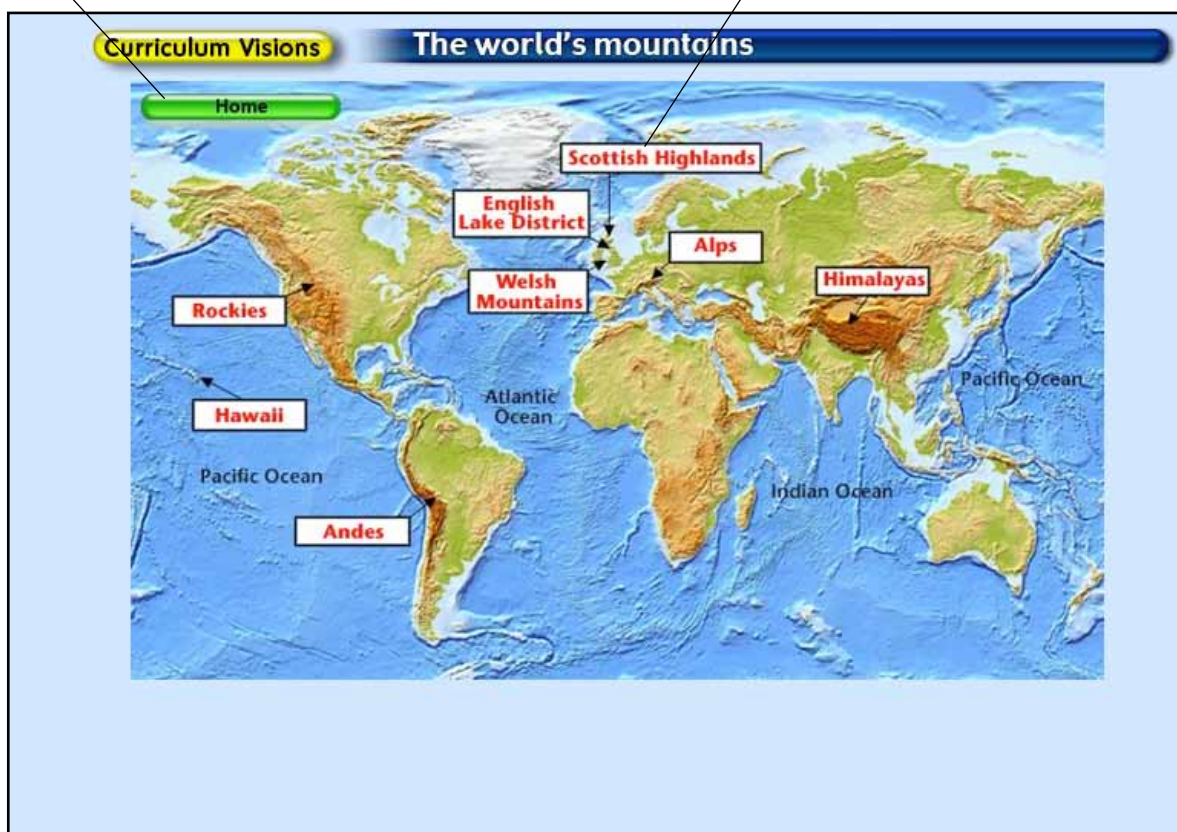 Curriculum Visions
The world's mountains
Home
Scottish Highlands
English
Lake District
Alps
Welsh
Mountains
Himalayas
Rockies
Hawaii
Atlantic
Ocean
Pacific Ocean
Pacific Ocean
Indian Ocean
Andes